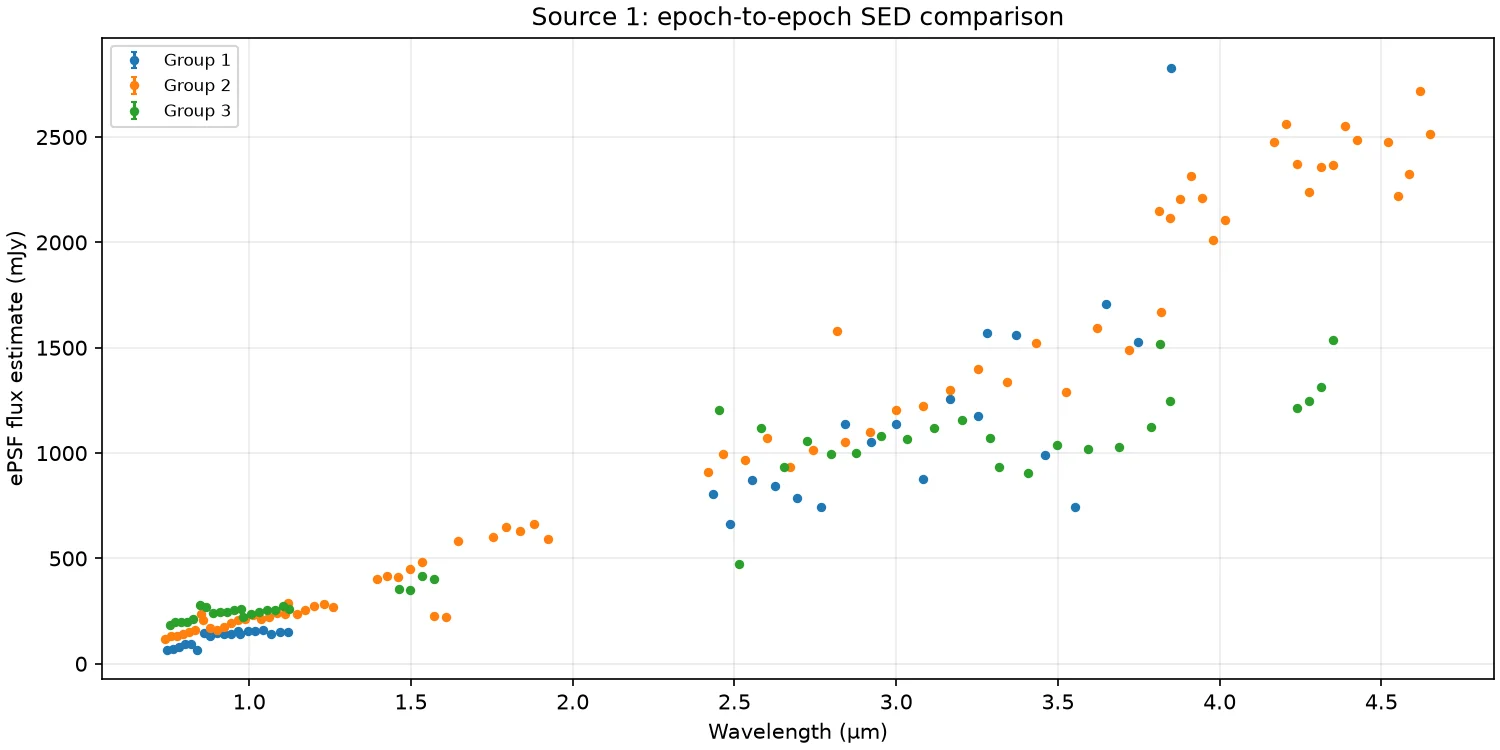 Source 1: epoch-to-epoch SED comparison
Group 1
Group 2
Group 3
ePSF flux estimate (mJy)
2500
2000
1500
1000
500
0
1.0 1.5 2.0 2.5 3.0 3.5 4.0 4.5
Wavelength (μm)